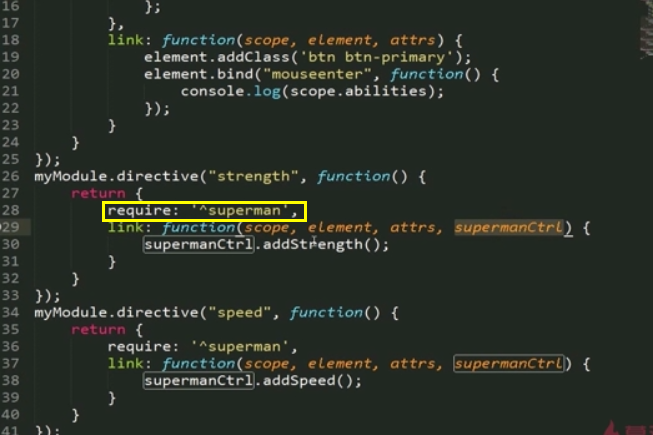 16 };
17 },
18 link: function(scope, element, attrs) {
19 element.addClass('btn btn-primary');
20 element.bind("mouseenter", function() {
21 console.log(scope.abilities);
22 });
23 }
24 }
25 });
26 myModule.directive("strength", function() {
27 return {
28 require: '^superman',
29 link: function(scope, element, attrs, supermanCtrl) {
30 supermanCtrl.addStrength();
31 }
32 }
33 });
34 myModule.directive("speed", function() {
35 return {
36 require: '^superman',
37 link: function(scope, element, attrs, supermanCtrl) {
38 supermanCtrl.addSpeed();
39 }
40 }
41 });